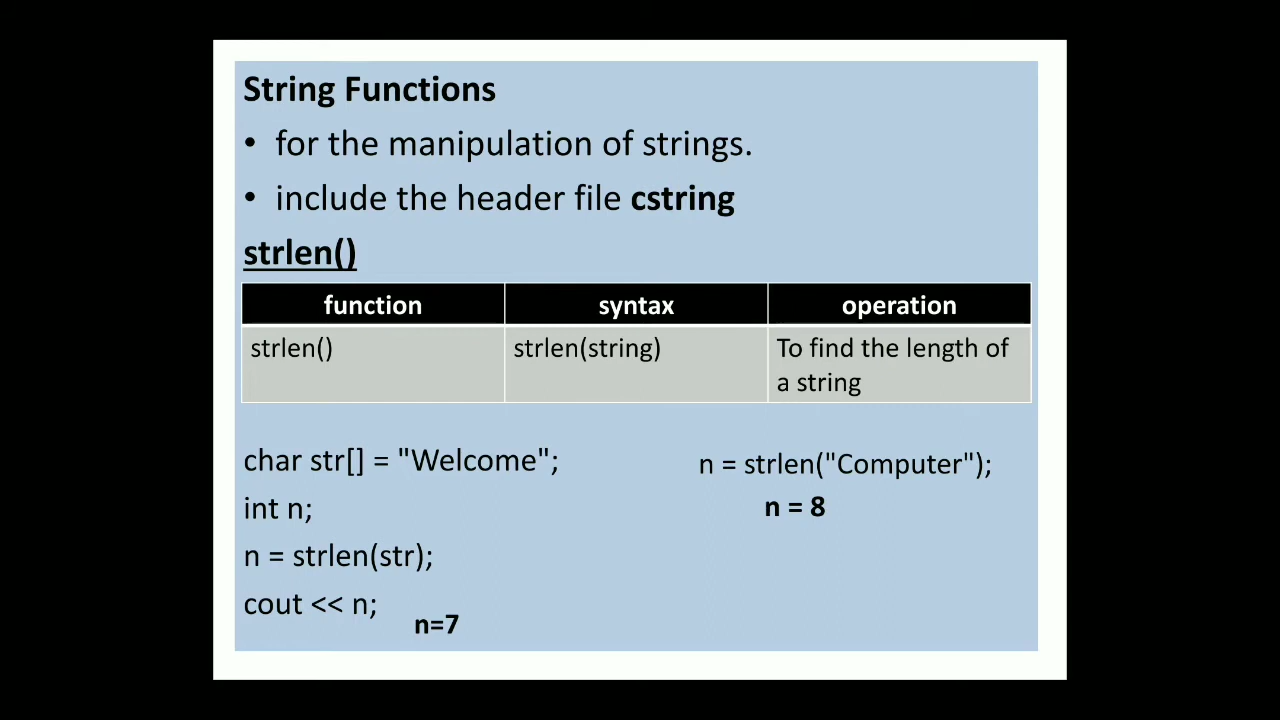 String Functions
• for the manipulation of strings.
• include the header file cstring
strlen()
function syntax operation
strlen() strlen(string) To find the length of
a string
char str[] = "Welcome";
int n;
n = strlen(str);
cout << n;
n=7
n = strlen("Computer");
n = 8